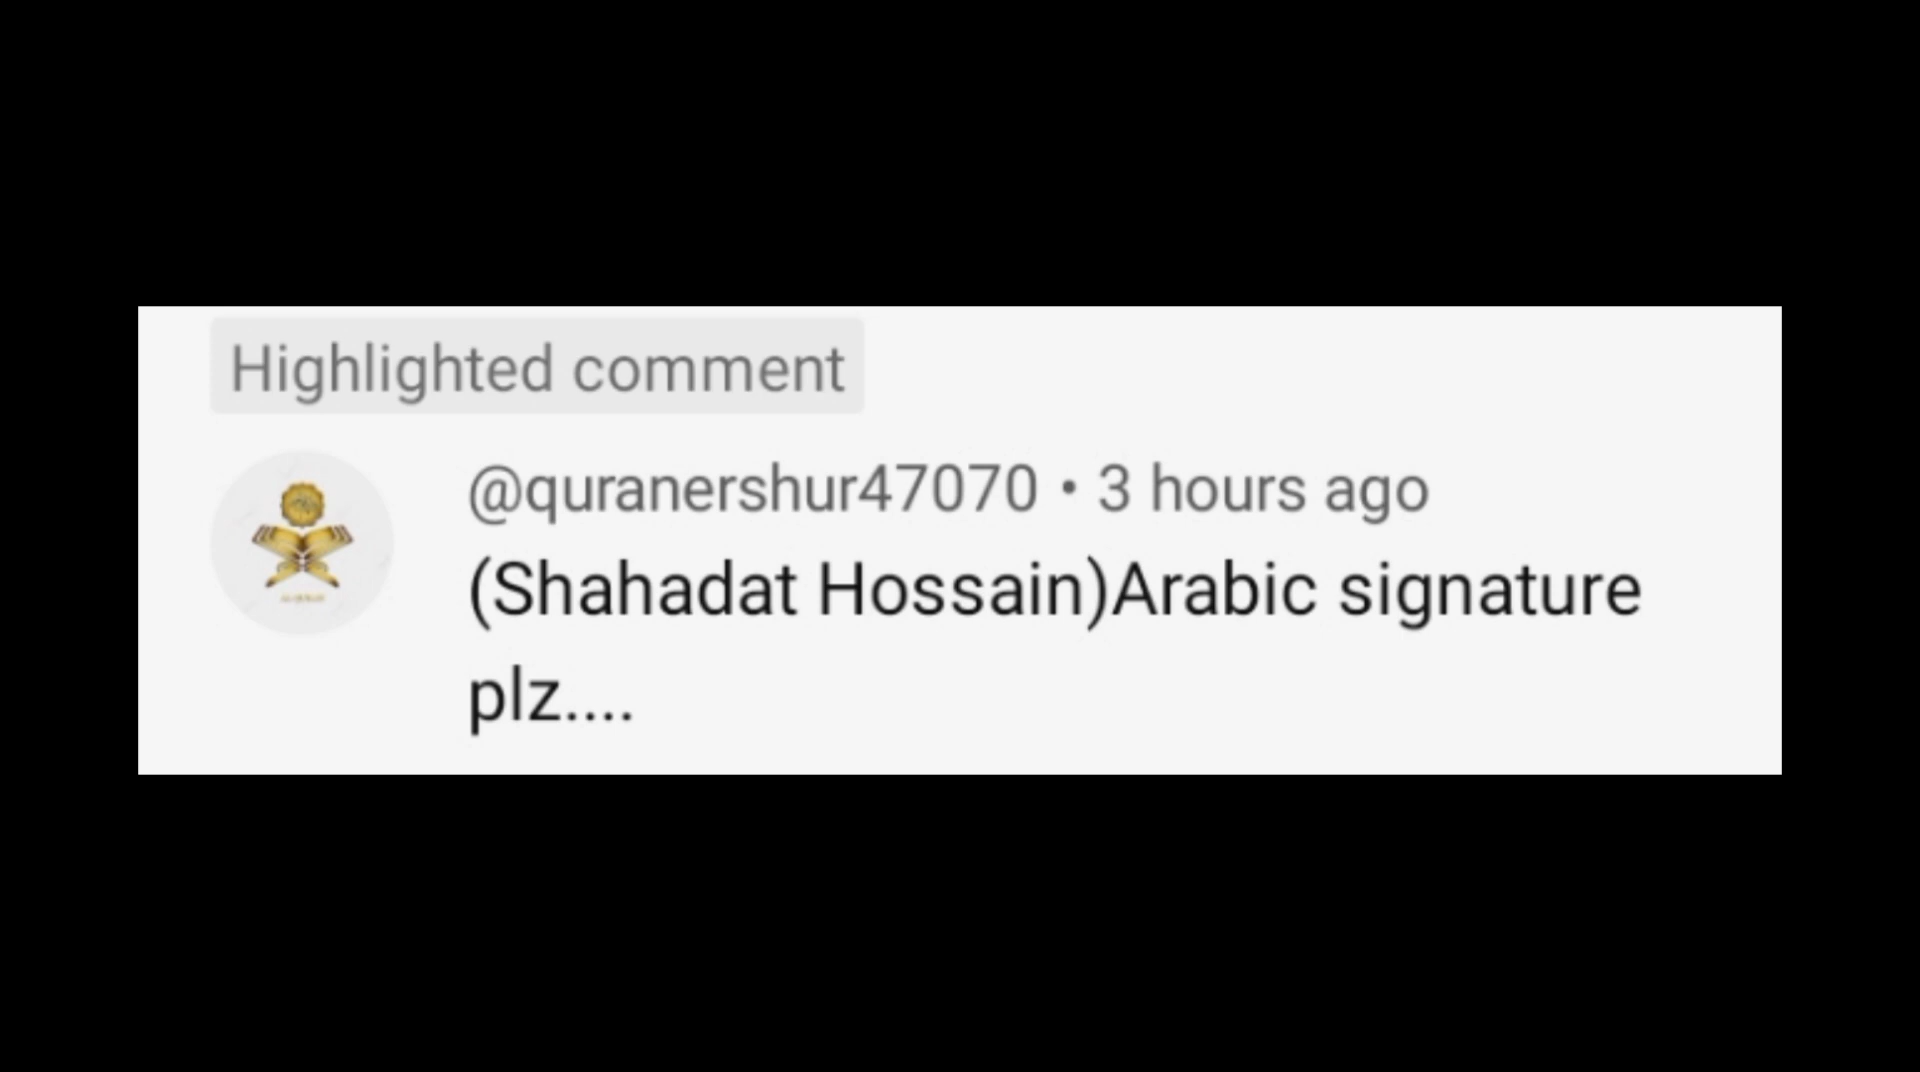 Highlighted comment
@quranershur47070 • 3 hours ago
(Shahadat Hossain)Arabic signature
plz....